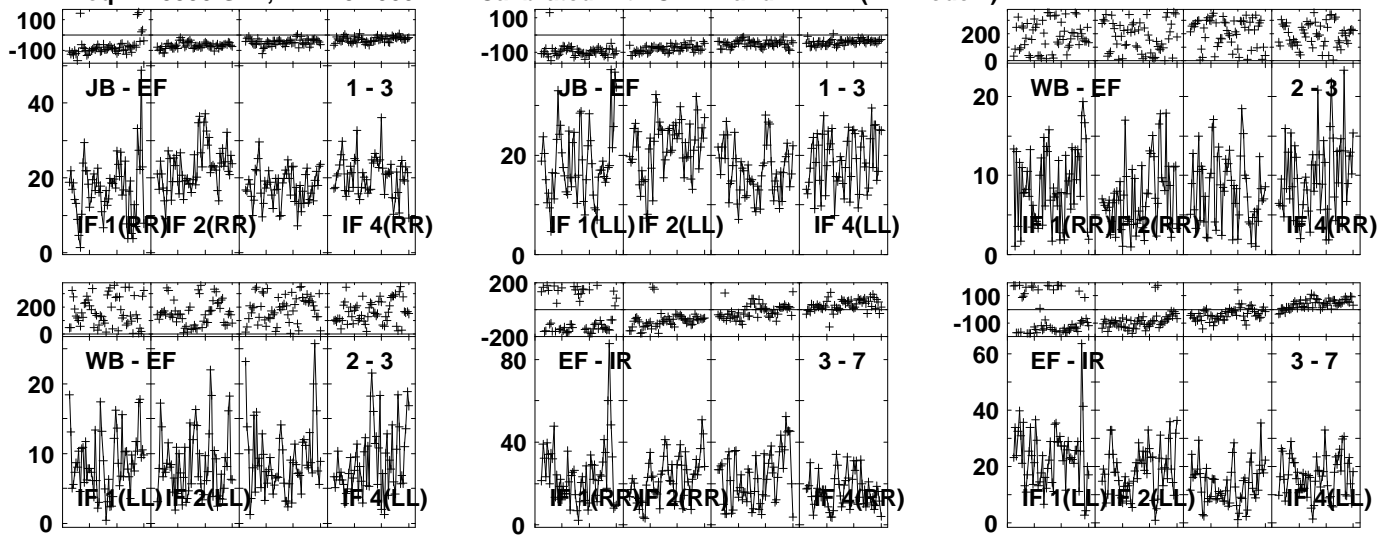 100
-100
JB - EF 1 - 3
40
20
0
IF 1(RR) IF 2(RR) IF 4(RR)
100
-100
JB - EF 1 - 3
20
0
IF 1(LL) IF 2(LL) IF 4(LL)
200
0
WB - EF 2 - 3
20
10
0
IF 1(RR) IF 2(RR) IF 4(RR)
200
0
WB - EF 2 - 3
20
10
0
IF 1(LL) IF 2(LL) IF 4(LL)
200
-200
EF - IR 3 - 7
80
40
0
IF 1(RR) IF 2(RR) IF 4(RR)
100
-100
EF - IR 3 - 7
60
40
20
0
IF 1(LL) IF 2(LL) IF 4(LL)